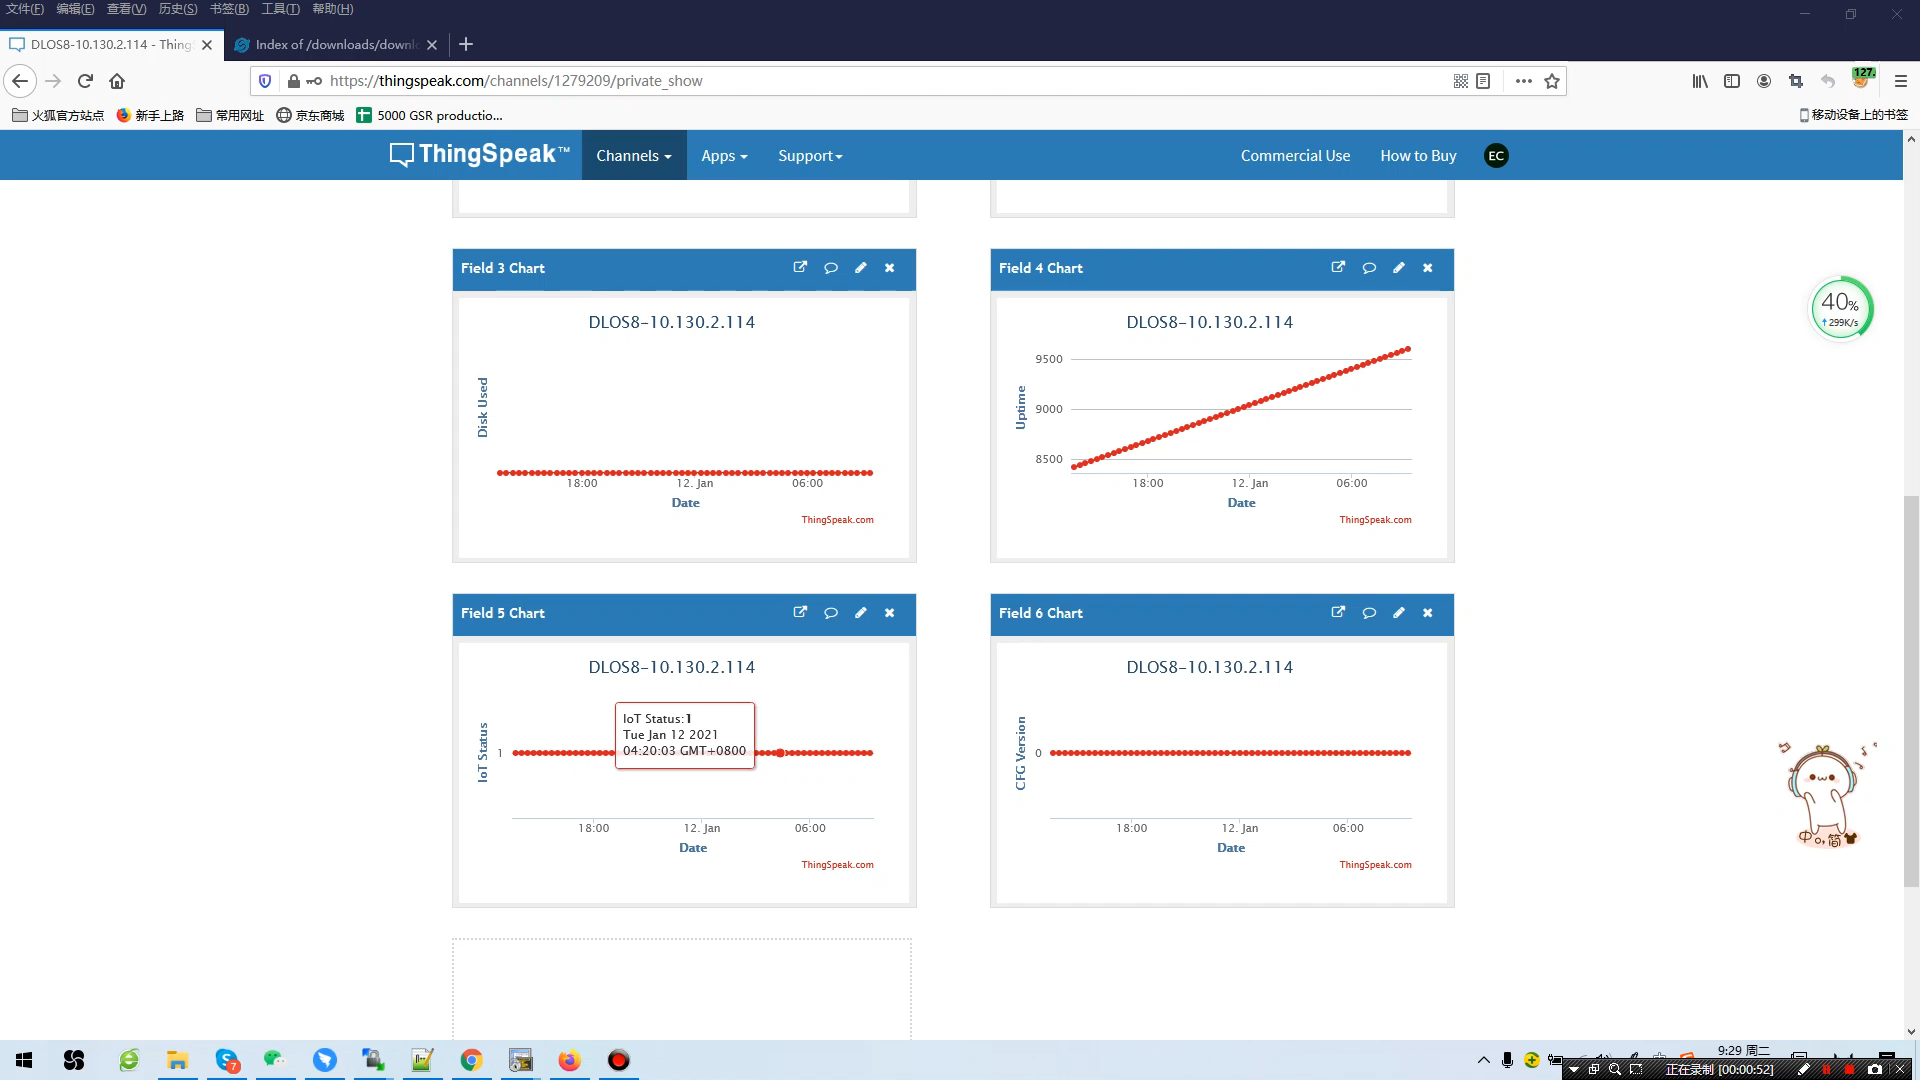 文件(F) 编辑(E) 查看(V) 历史(S) 书签(B) 工具(T) 帮助(H)
DLOS8-10.130.2.114 - Thing
Index of /downloads/downl
https://thingspeak.com/channels/1279209/private_show
127.
火狐官方站点 新手上路 常用网址 京东商城 5000 GSR productio...
移动设备上的书签
ThingSpeak™ Channels Apps Support Commercial Use How to Buy EC
Field 3 Chart
DLOS8-10.130.2.114
Disk Used
18:00 12. Jan 06:00
Date
ThingSpeak.com
Field 4 Chart
DLOS8-10.130.2.114
Uptime
9500
9000
8500
18:00 12. Jan 06:00
Date
ThingSpeak.com
40%
299K/s
Field 5 Chart
DLOS8-10.130.2.114
IoT Status
1
IoT Status:1
Tue Jan 12 2021
04:20:03 GMT+0800
18:00 12. Jan 06:00
Date
ThingSpeak.com
Field 6 Chart
DLOS8-10.130.2.114
CFG Version
0
18:00 12. Jan 06:00
Date
ThingSpeak.com
中 简
7
9:29 周二
正在录制 [00:00:52]